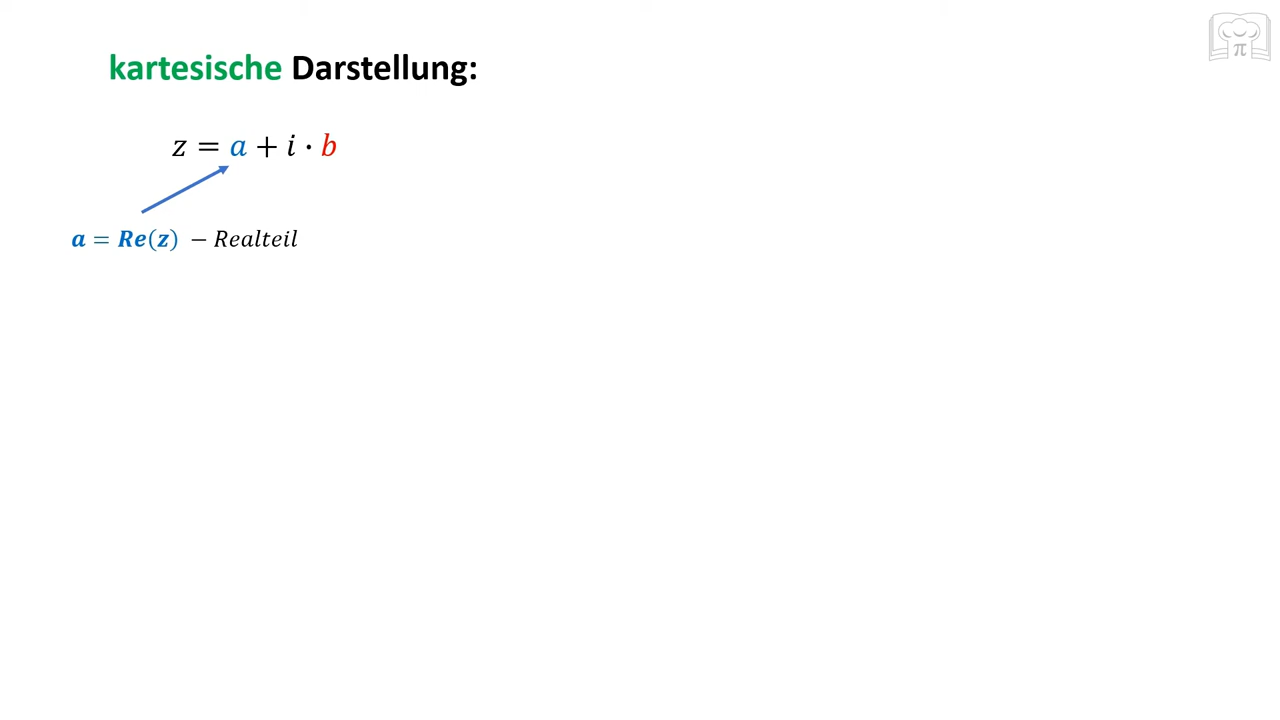 kartesische Darstellung:
z = a + i · b
a = Re(z) − Realteil
π